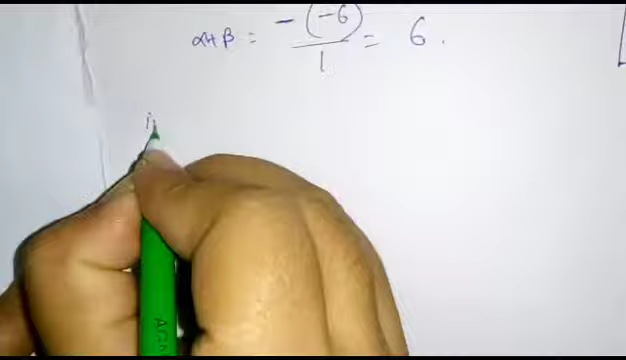 α+β = -(-6)/1 = 6.